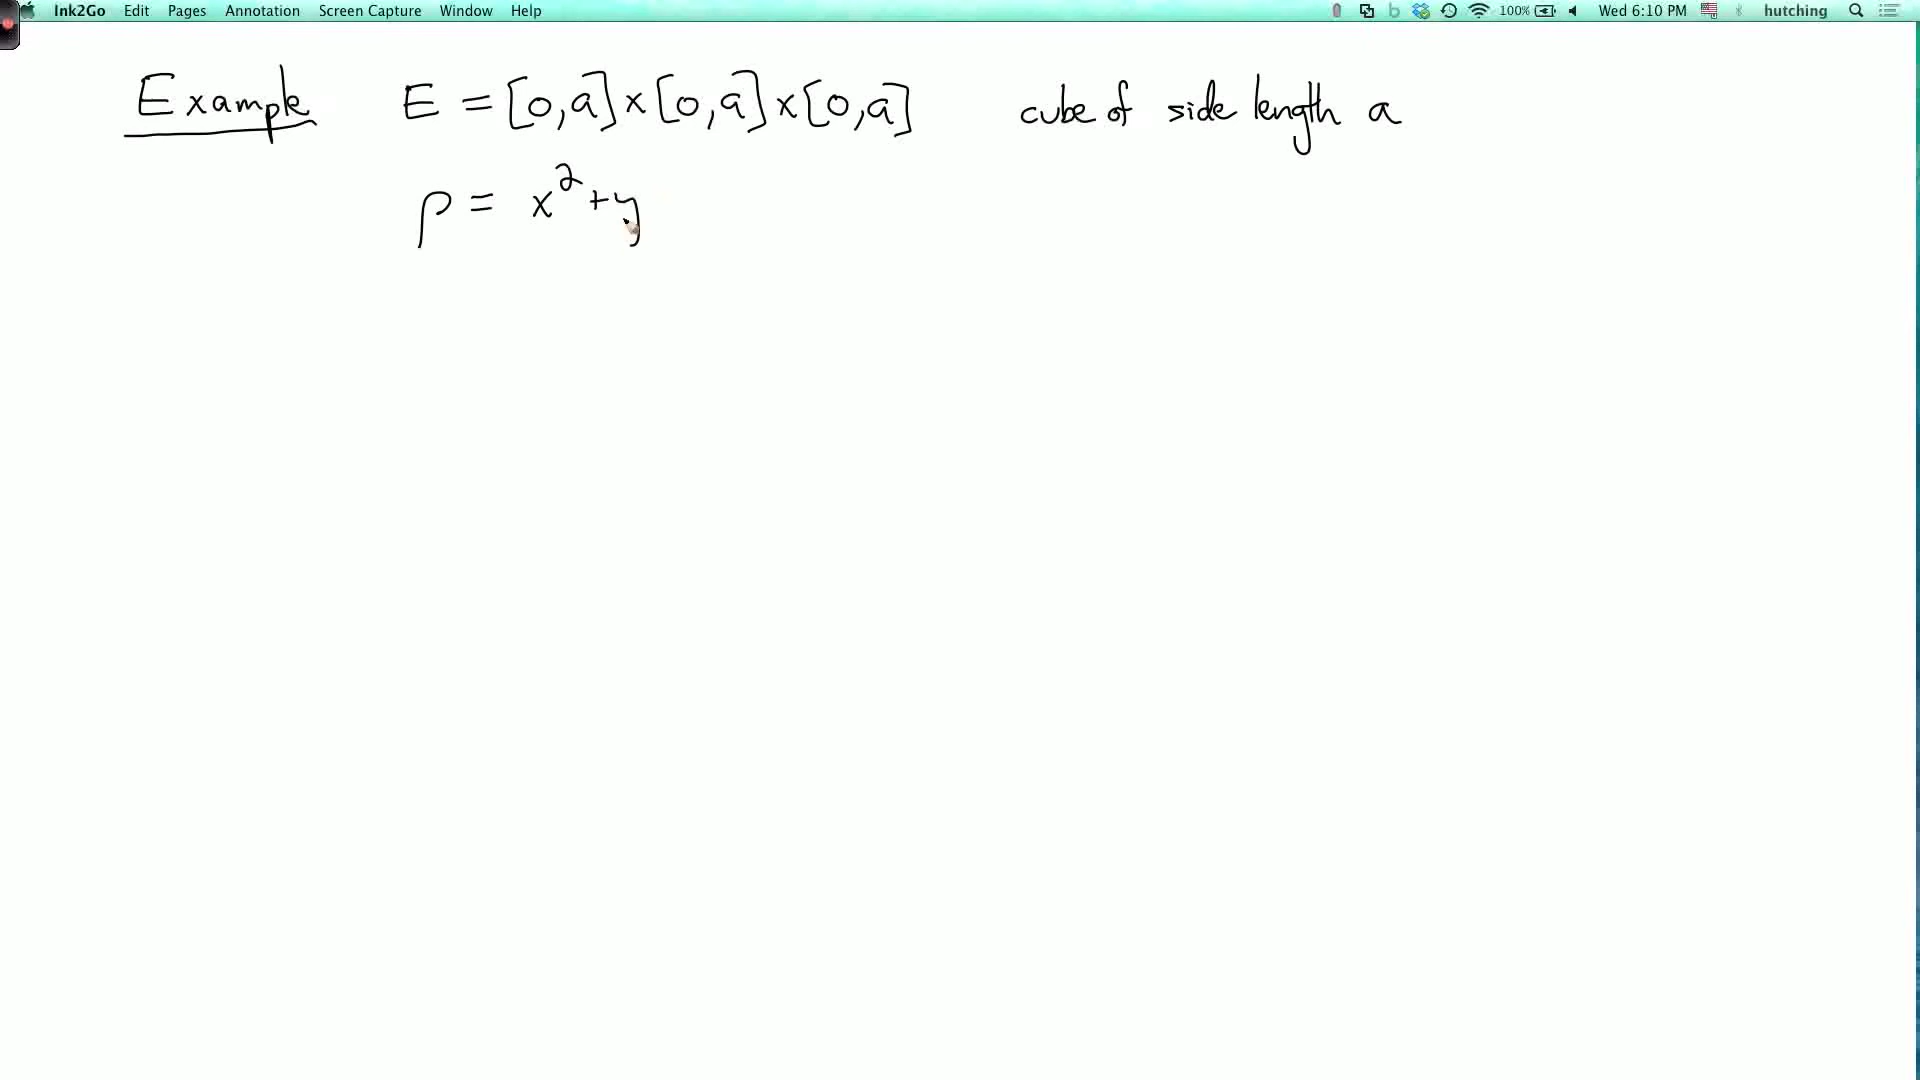 Ink2Go Edit Pages Annotation Screen Capture Window Help 100% Wed 6:10 PM hutching
Example E = [0,a]×[0,a]×[0,a] cube of side length a
ρ = x²+y